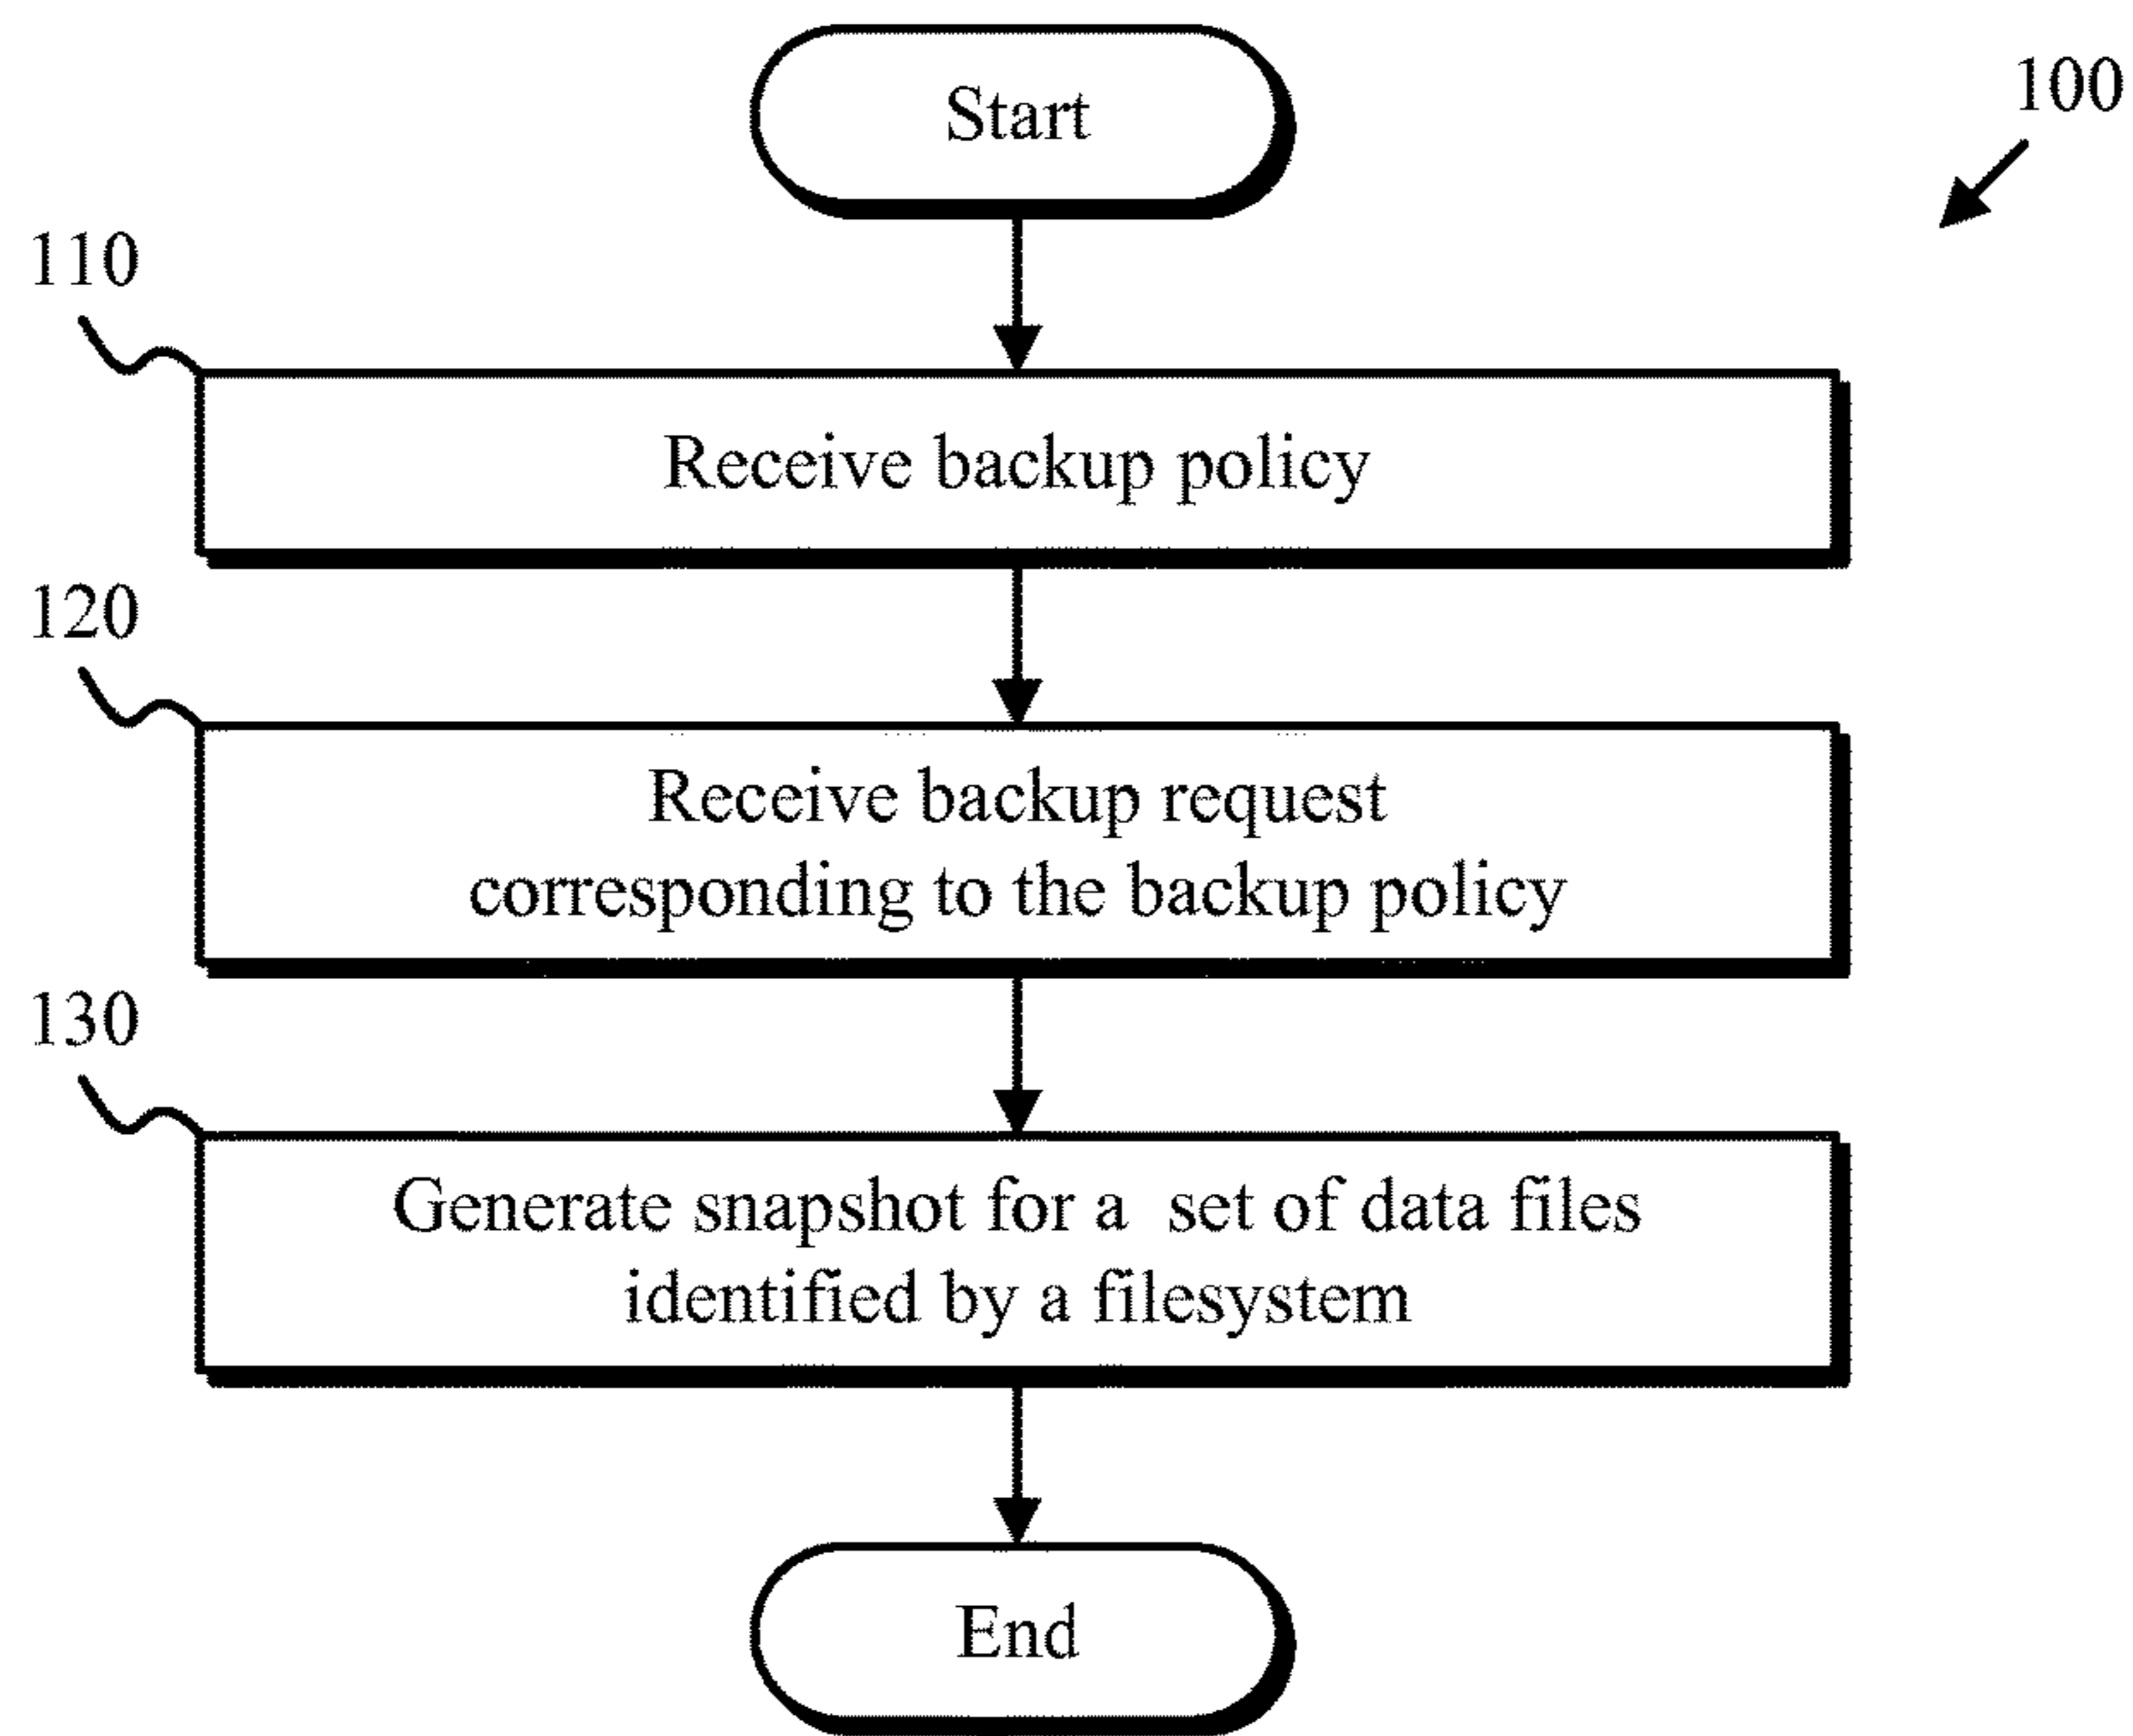 Start
100
110
Receive backup policy
120
Receive backup request
corresponding to the backup policy
130
Generate snapshot for a  set of data files
identified by a filesystem
End